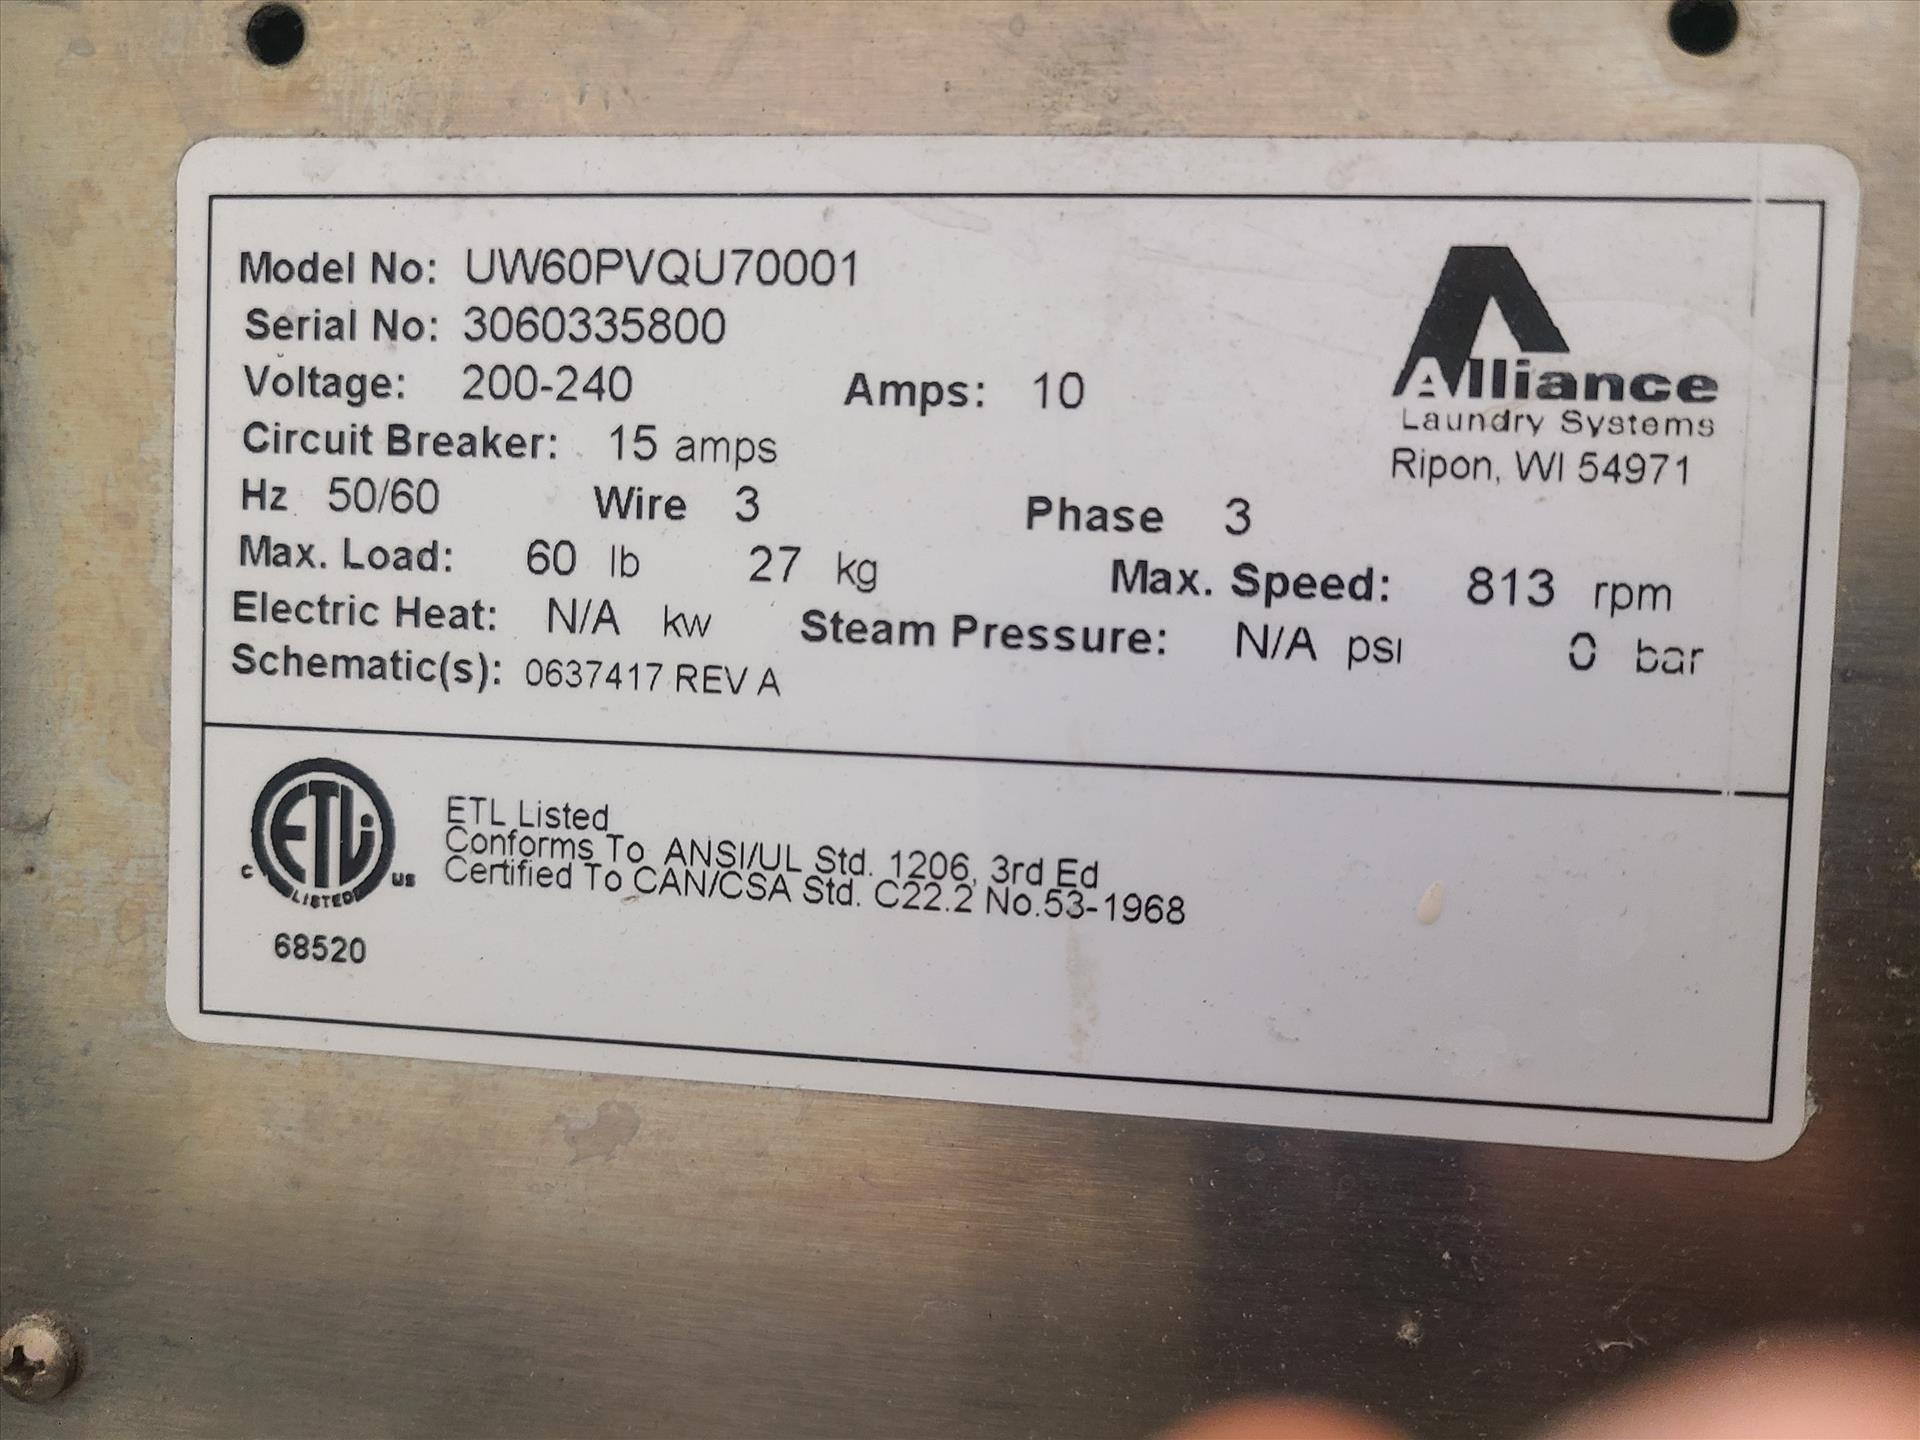 Model No: UW60PVQU70001
Serial No: 3060335800
Voltage: 200-240 Amps: 10
Circuit Breaker: 15 amps
Hz 50/60 Wire 3 Phase 3
Max. Load: 60 lb 27 kg Max. Speed: 813 rpm
Electric Heat: N/A kw Steam Pressure: N/A psi 0 bar
Schematic(s): 0637417 REV A
Alliance
Laundry Systems
Ripon, WI 54971
ETL
C US
LISTED
68520
ETL Listed
Conforms To ANSI/UL Std. 1206, 3rd Ed
Certified To CAN/CSA Std. C22.2 No.53-1968